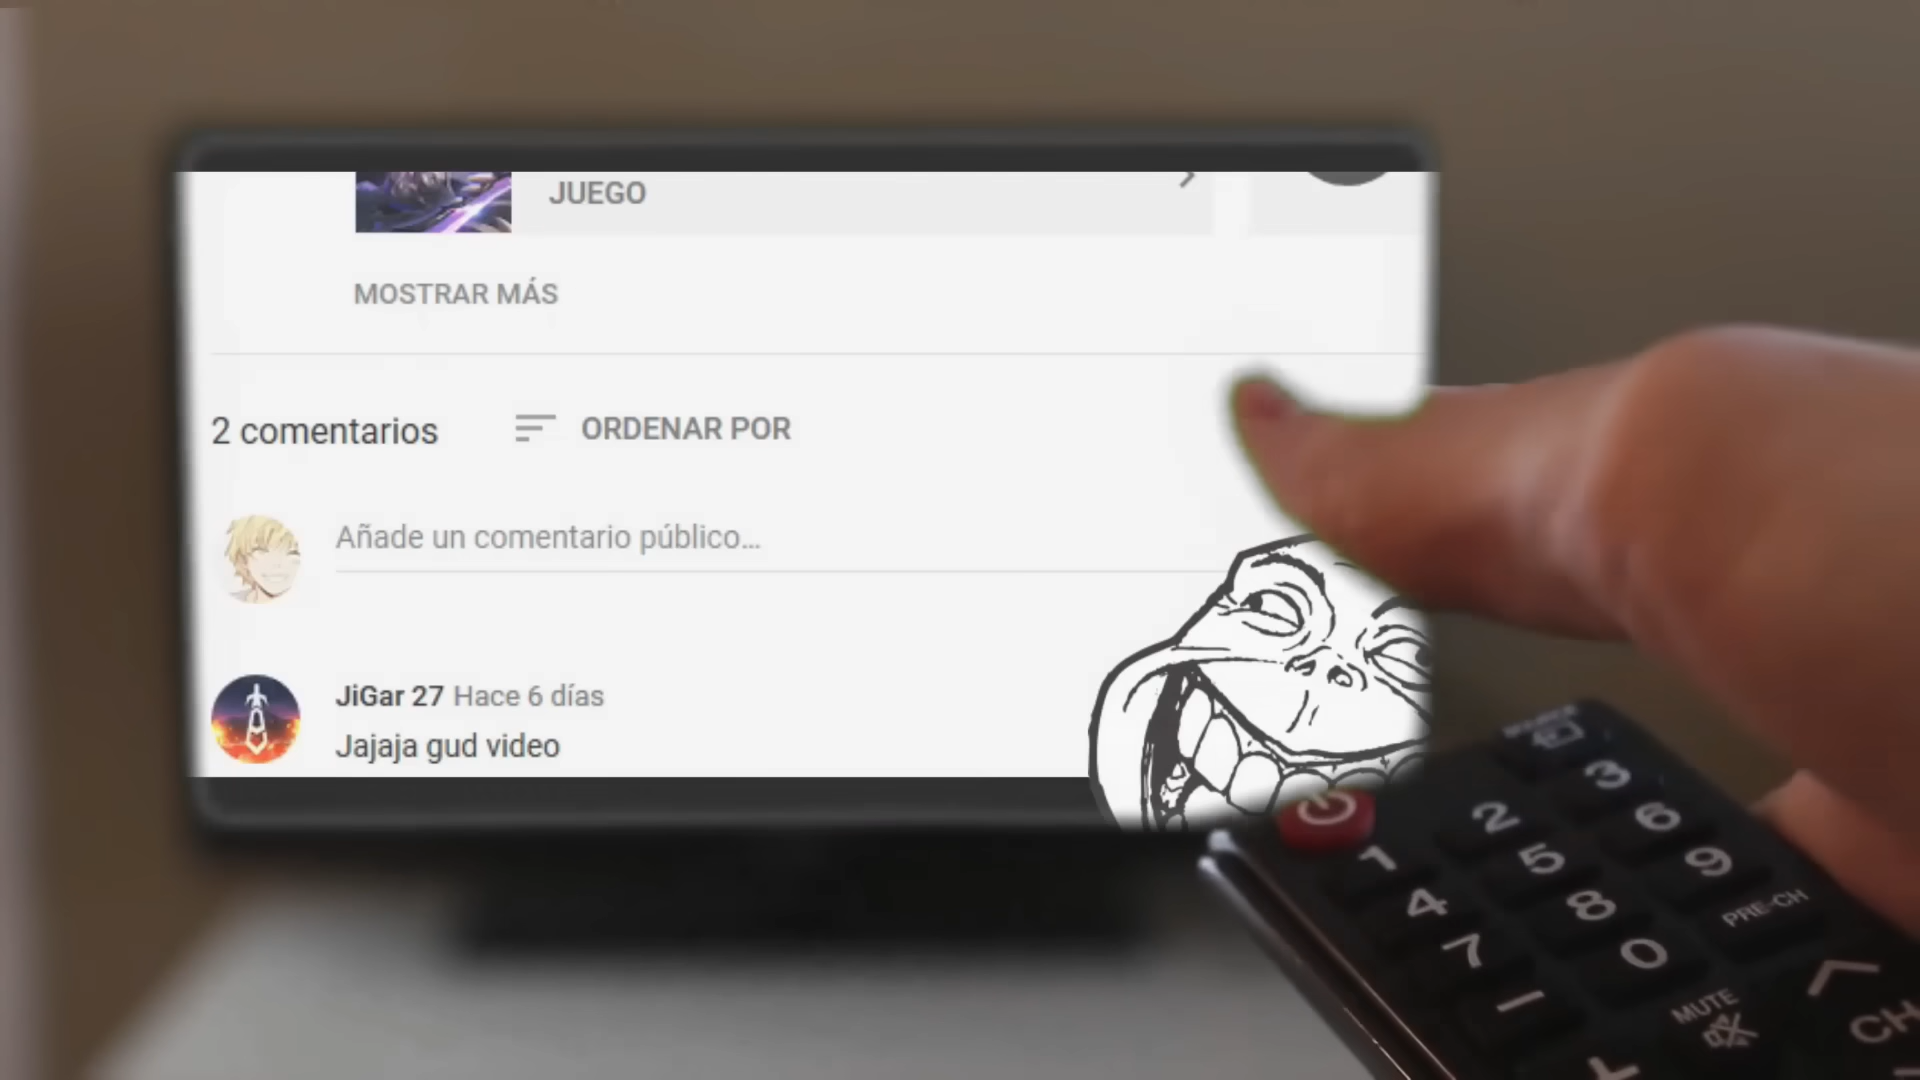 JUEGO
MOSTRAR MÁS
2 comentarios
ORDENAR POR
Añade un comentario público...
JiGar 27 Hace 6 días
Jajaja gud video
1 2 3
4 5 6
7 8 9
0
PRE-CH
MUTE
CH